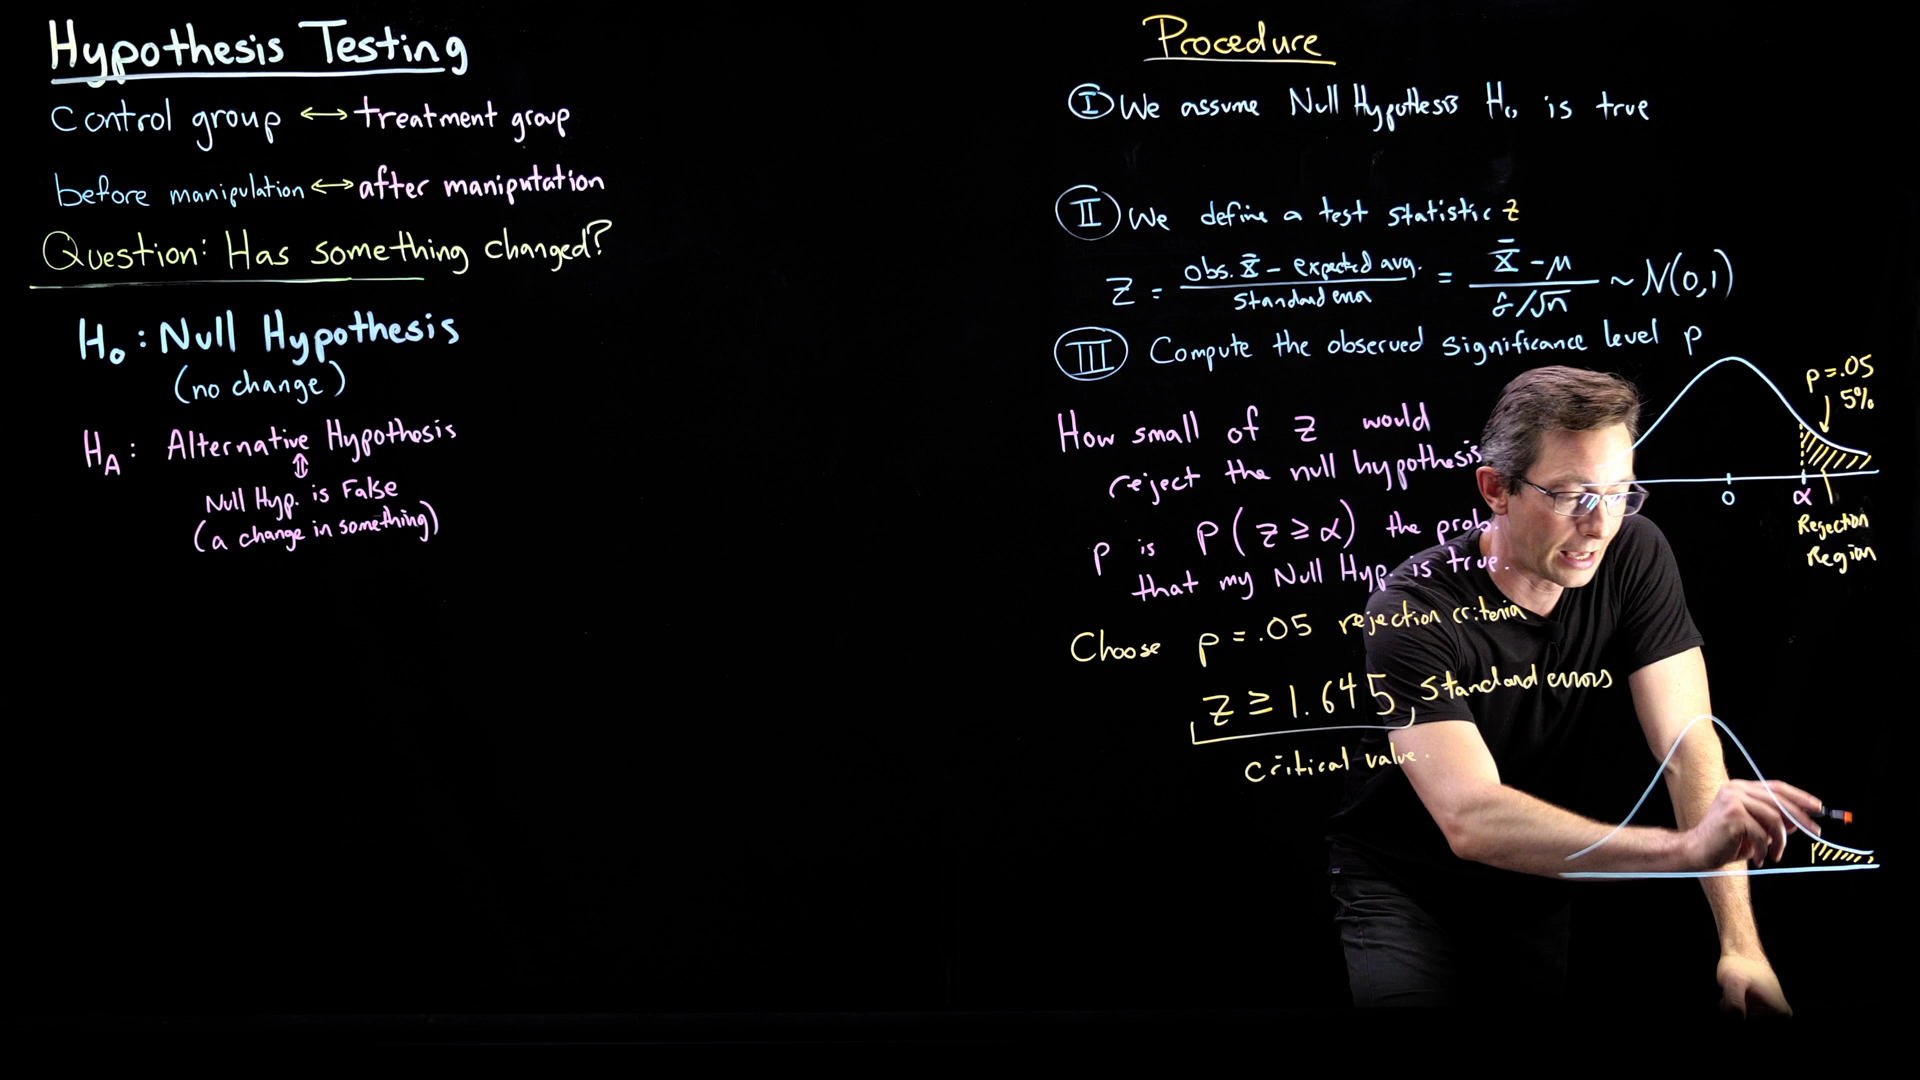 Hypothesis Testing
Control group ↔ treatment group
before manipulation ↔ after maniputation
Question: Has something changed?
H₀ : Null Hypothesis
(no change)
H_A : Alternative Hypothesis
⇕
Null Hyp. is False
(a change in something)
Procedure
I We assume Null Hypothesis H₀ is true
II We define a test statistic z
Z = (obs. X̄ - expected avg.) / (standard error) = (X̄ - μ) / (σ̂/√n) ~ N(0,1)
III Compute the observed significance level p
How small of z would
reject the null hypothesis
p is P(z ≥ α) the prob.
that my Null Hyp. is true.
Choose p = .05 rejection criteria
z ≥ 1.645 standard errors
critical value.
p = .05
5%
0 α
Rejection
Region